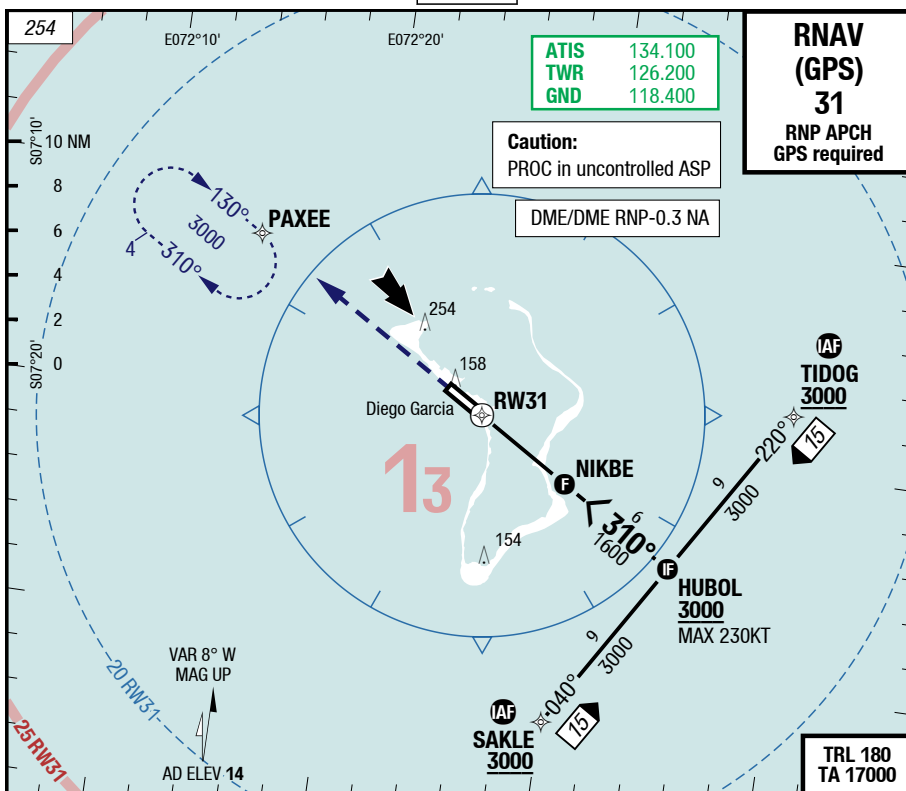 254
E072°10'
E072°20'
ATIS 134.100
TWR 126.200
GND 118.400
RNAV
(GPS)
31
RNP APCH
GPS required
Caution:
PROC in uncontrolled ASP
DME/DME RNP-0.3 NA
S07°10'
10 NM
8
6
4
2
0
S07°20'
PAXEE
130°
3000
310°
4
254
158
Diego Garcia
RW31
13
NIKBE
F
6
310°
1600
154
IAF
TIDOG
3000
220°
15
9
3000
IF
HUBOL
3000
MAX 230KT
9
3000
040°
15
IAF
SAKLE
3000
VAR 8° W
MAG UP
AD ELEV 14
20 RW31
25 RW31
TRL 180
TA 17000